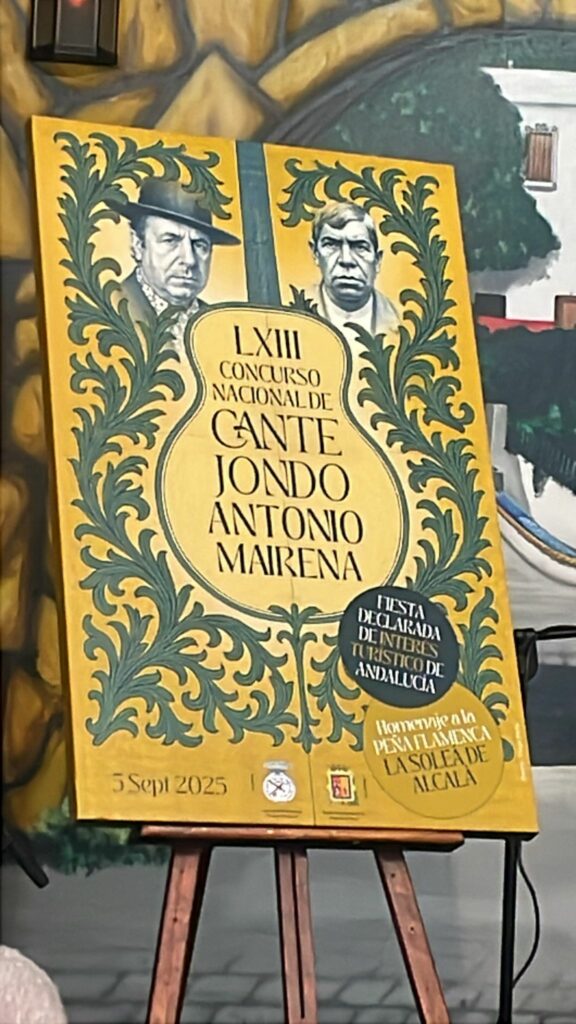 LXIII
CONCURSO
NACIONAL DE
CANTE
JONDO
ANTONIO
MAIRENA
FIESTA
DECLARADA
DE INTERÉS
TURÍSTICO DE
ANDALUCÍA
Homenaje a la
PEÑA FLAMENCA
LA SOLEÁ DE
ALCALÁ
5 Sept 2025